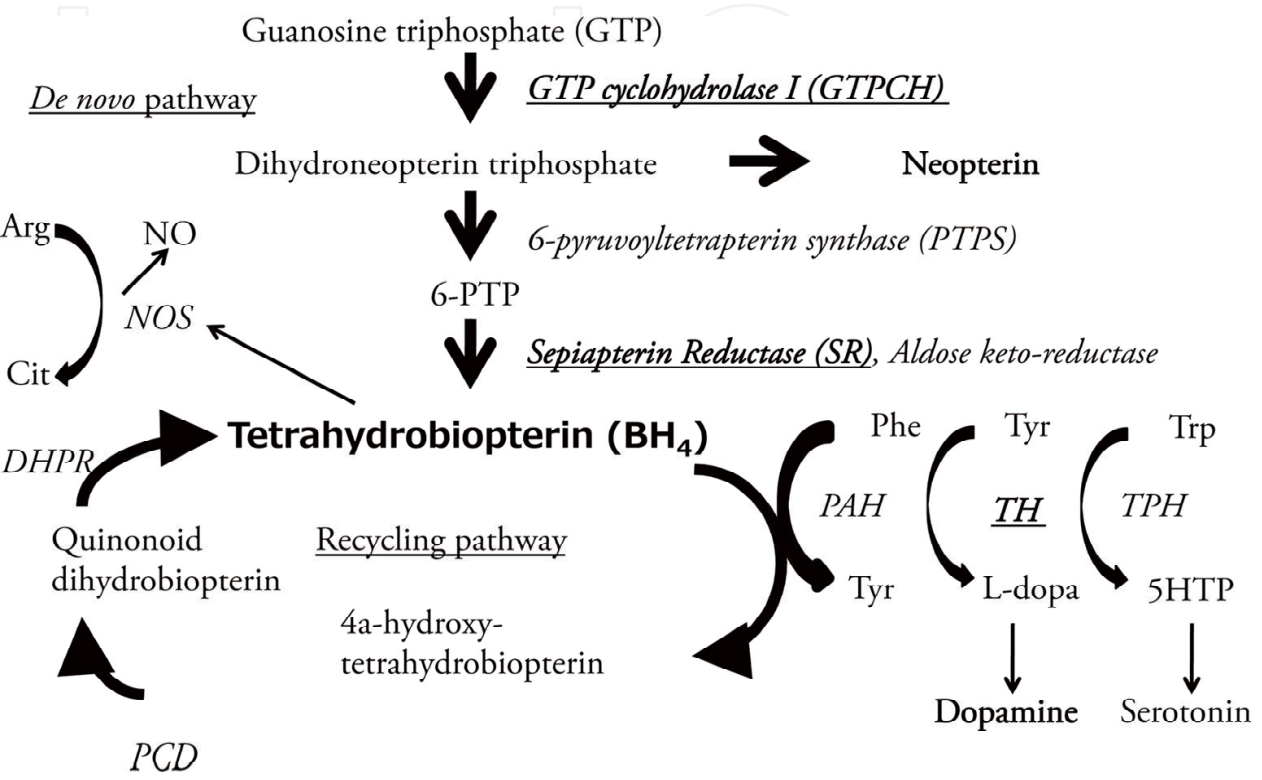 Guanosine triphosphate (GTP)
De novo pathway
GTP cyclohydrolase I (GTPCH)
Dihydroneopterin triphosphate
Neopterin
Arg
NO
6-pyruvoyltetrapterin synthase (PTPS)
6-PTP
NOS
Sepiapterin Reductase (SR), Aldose keto-reductase
Cit
Tetrahydrobiopterin (BH4)
Phe
Tyr
Trp
DHPR
PAH
TH
TPH
Quinonoid
dihydrobiopterin
Recycling pathway
Tyr
L-dopa
5HTP
4a-hydroxy-
tetrahydrobiopterin
Dopamine
Serotonin
PCD